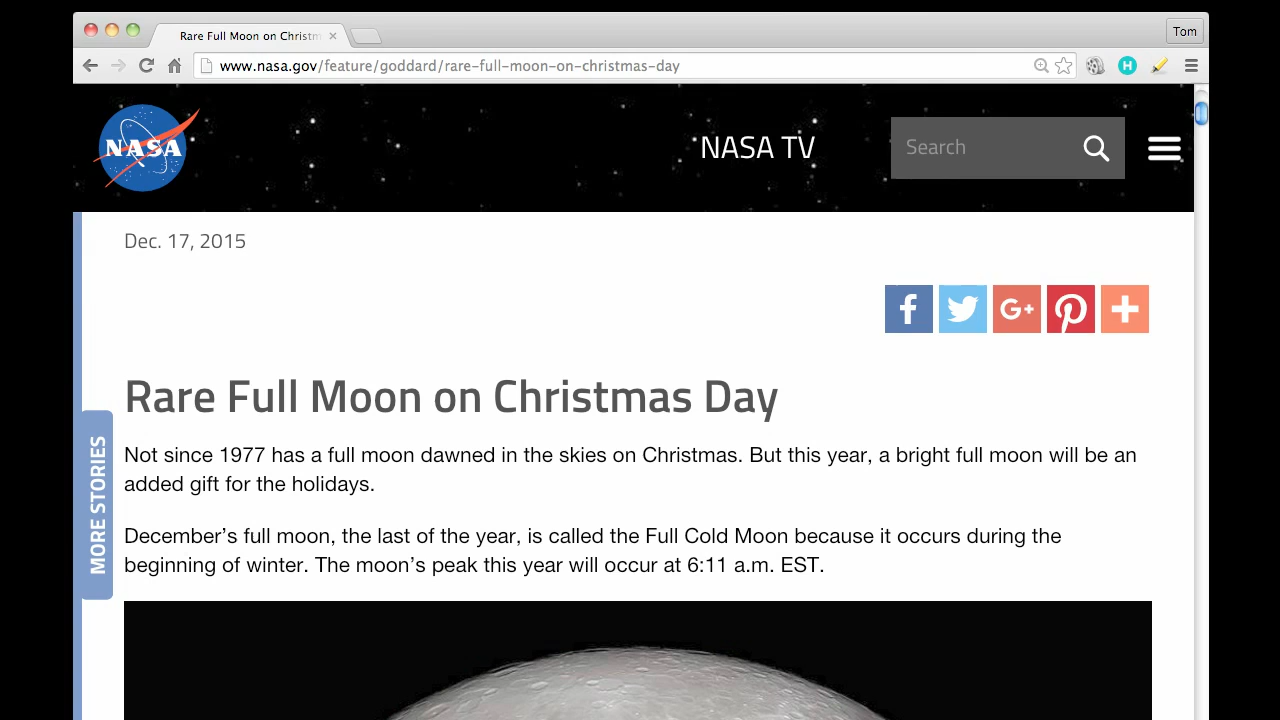 Rare Full Moon on Christm
Tom
www.nasa.gov/feature/goddard/rare-full-moon-on-christmas-day
H
NASA
NASA TV
Search
Dec. 17, 2015
f
G+
Rare Full Moon on Christmas Day
Not since 1977 has a full moon dawned in the skies on Christmas. But this year, a bright full moon will be an
added gift for the holidays.
MORE STORIES
December’s full moon, the last of the year, is called the Full Cold Moon because it occurs during the
beginning of winter. The moon’s peak this year will occur at 6:11 a.m. EST.